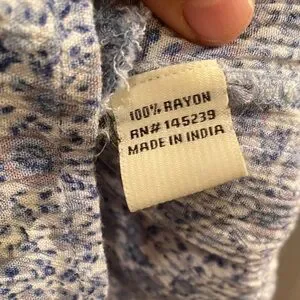 100% RAYON
RN# 145239
MADE IN INDIA